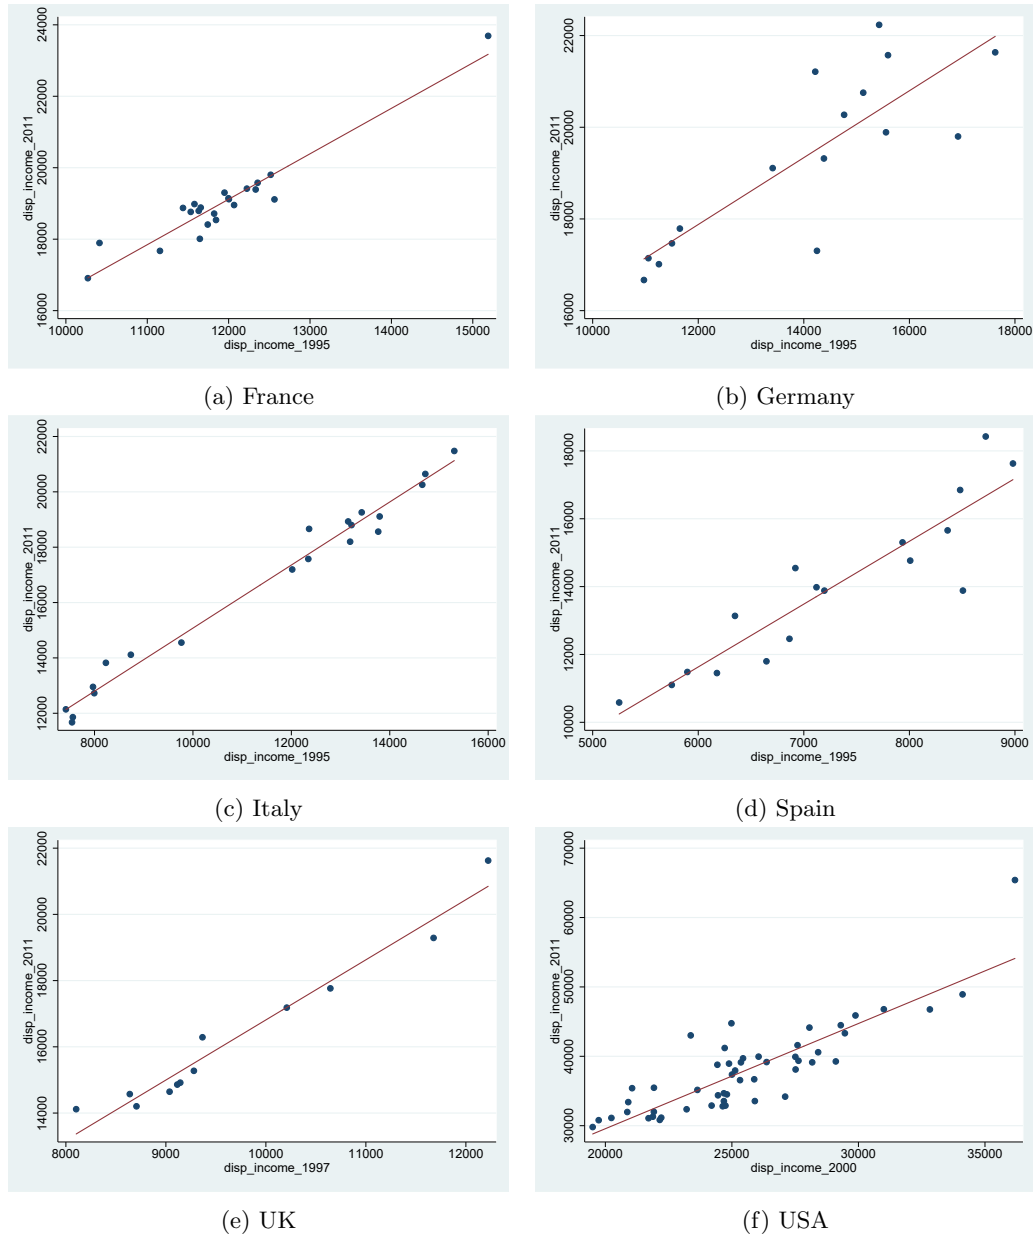 24000
22000
20000
18000
16000
disp_income_2011
10000 11000 12000 13000 14000 15000
disp_income_1995
(a) France
22000
20000
18000
16000
disp_income_2011
10000 12000 14000 16000 18000
disp_income_1995
(b) Germany
22000
20000
18000
16000
14000
12000
disp_income_2011
8000 10000 12000 14000 16000
disp_income_1995
(c) Italy
18000
16000
14000
12000
10000
disp_income_2011
5000 6000 7000 8000 9000
disp_income_1995
(d) Spain
22000
20000
18000
16000
14000
disp_income_2011
8000 9000 10000 11000 12000
disp_income_1997
(e) UK
70000
60000
50000
40000
30000
disp_income_2011
20000 25000 30000 35000
disp_income_2000
(f) USA